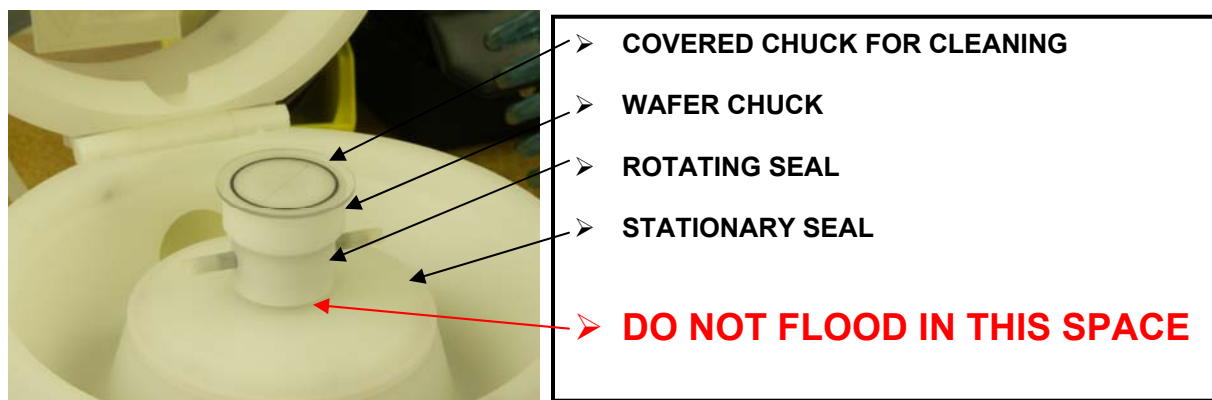 COVERED CHUCK FOR CLEANING
WAFER CHUCK
ROTATING SEAL
STATIONARY SEAL
DO NOT FLOOD IN THIS SPACE